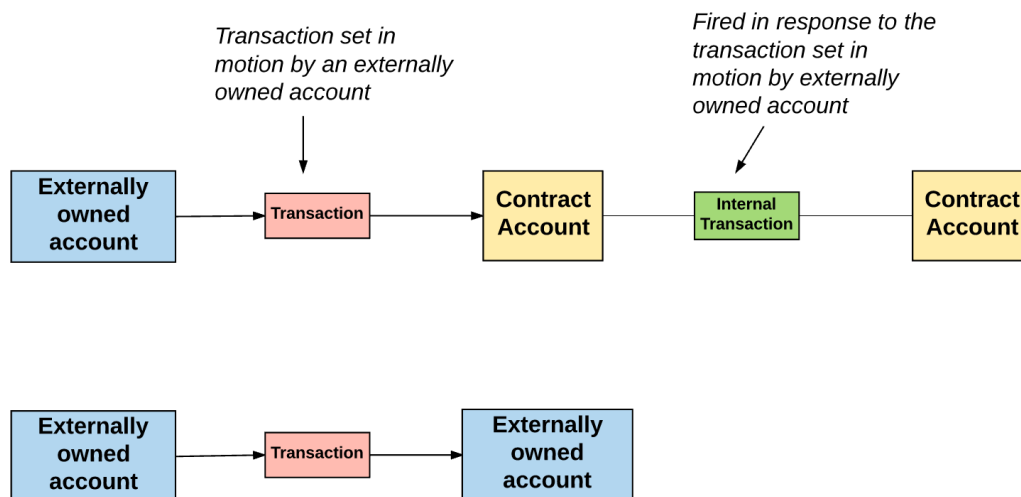 Transaction set in
motion by an externally
owned account
Fired in response to the
transaction set in
motion by externally
owned account
Externally
owned
account
Transaction
Contract
Account
Internal
Transaction
Contract
Account
Externally
owned
account
Transaction
Externally
owned
account